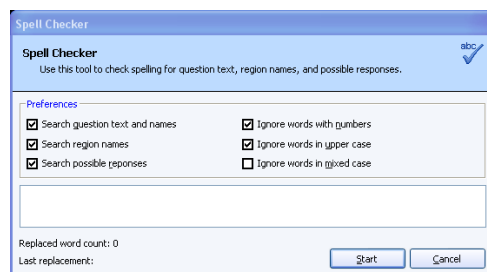 Spell Checker
Spell Checker
abc
Use this tool to check spelling for question text, region names, and possible responses.
Preferences
Search question text and names
Ignore words with numbers
Search region names
Ignore words in upper case
Search possible reponses
Ignore words in mixed case
Replaced word count: 0
Last replacement:
Start
Cancel